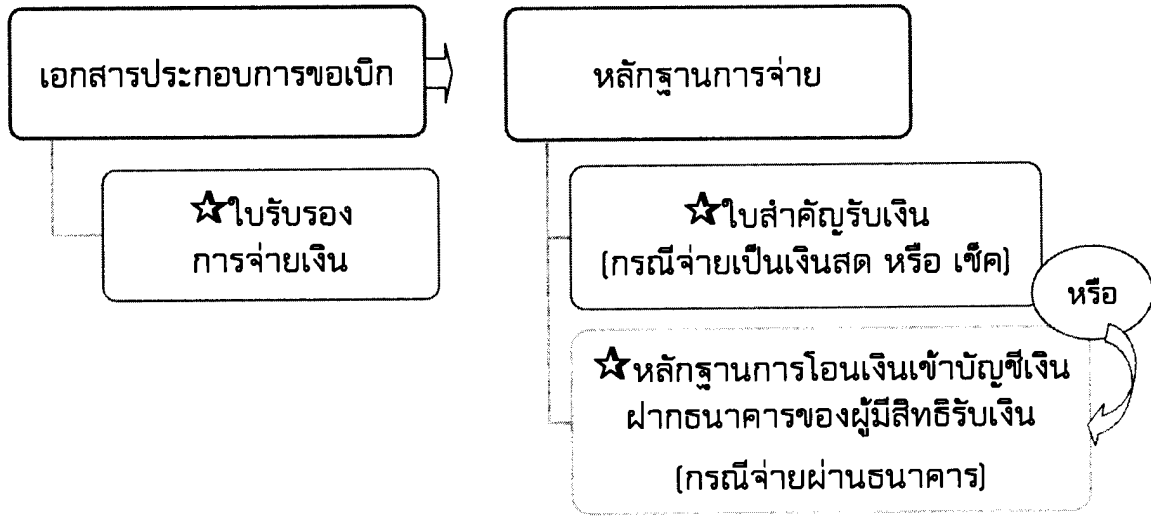 เอกสารประกอบการขอเบิก
☆ใบรับรอง
การจ่ายเงิน
หลักฐานการจ่าย
☆ใบสำคัญรับเงิน
(กรณีจ่ายเป็นเงินสด หรือ เช็ค)
หรือ
☆หลักฐานการโอนเงินเข้าบัญชีเงิน
ฝากธนาคารของผู้มีสิทธิรับเงิน
(กรณีจ่ายผ่านธนาคาร)